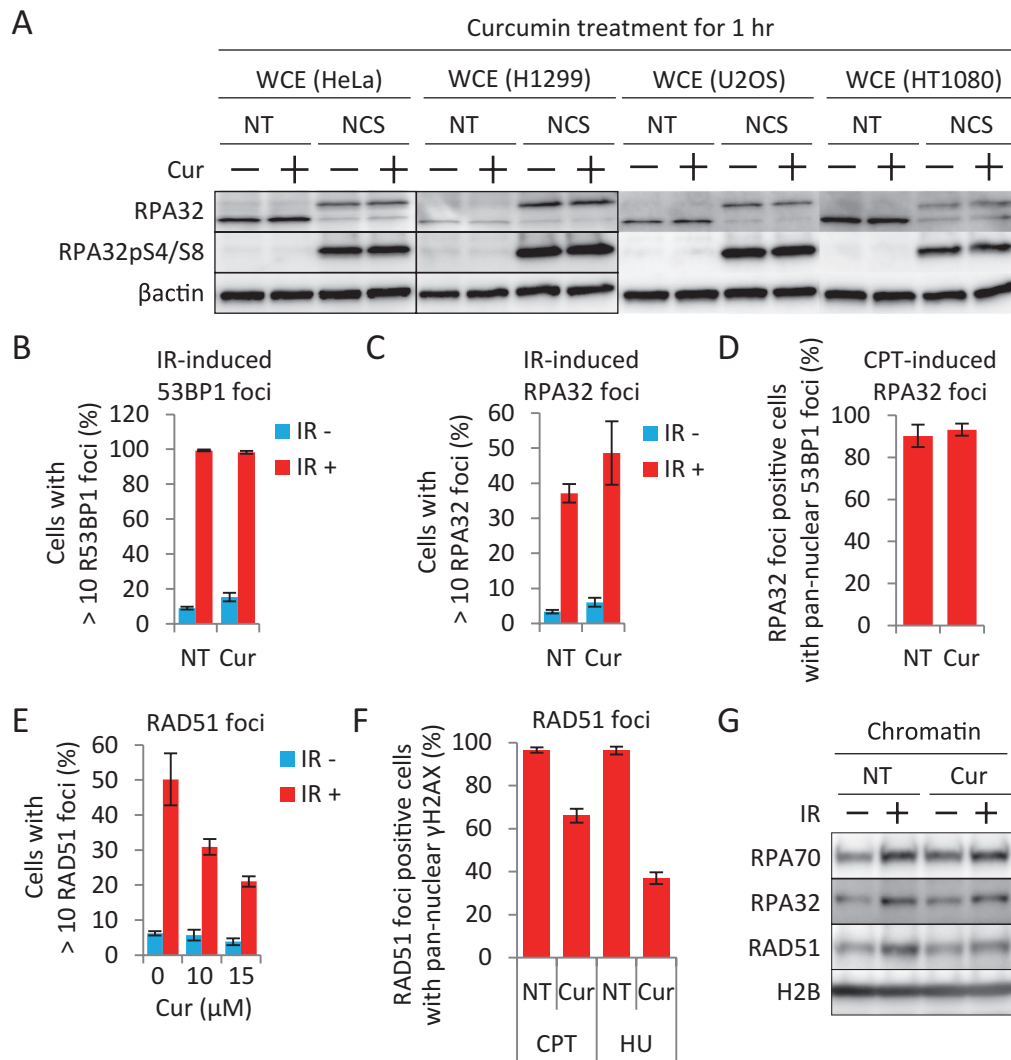 A
Curcumin treatment for 1 hr
WCE (HeLa) WCE (H1299) WCE (U2OS) WCE (HT1080)
NT NCS NT NCS NT NCS NT NCS
Cur — + — + — + — + — + — + — + — +
RPA32
RPA32pS4/S8
βactin
B
IR-induced
53BP1 foci
Cells with
> 10 R53BP1 foci (%)
120
100
80
60
40
20
0
NT Cur
IR -
IR +
C
IR-induced
RPA32 foci
Cells with
> 10 RPA32 foci (%)
60
50
40
30
20
10
0
NT Cur
IR -
IR +
D
CPT-induced
RPA32 foci
RPA32 foci positive cells
with pan-nuclear 53BP1 foci (%)
100
80
60
40
20
0
NT Cur
E
RAD51 foci
Cells with
> 10 RAD51 foci (%)
60
50
40
30
20
10
0
0 10 15
Cur (μM)
IR -
IR +
F
RAD51 foci
RAD51 foci positive cells
with pan-nuclear γH2AX (%)
100
80
60
40
20
0
NT Cur NT Cur
CPT HU
G
Chromatin
NT Cur
IR — + — +
RPA70
RPA32
RAD51
H2B